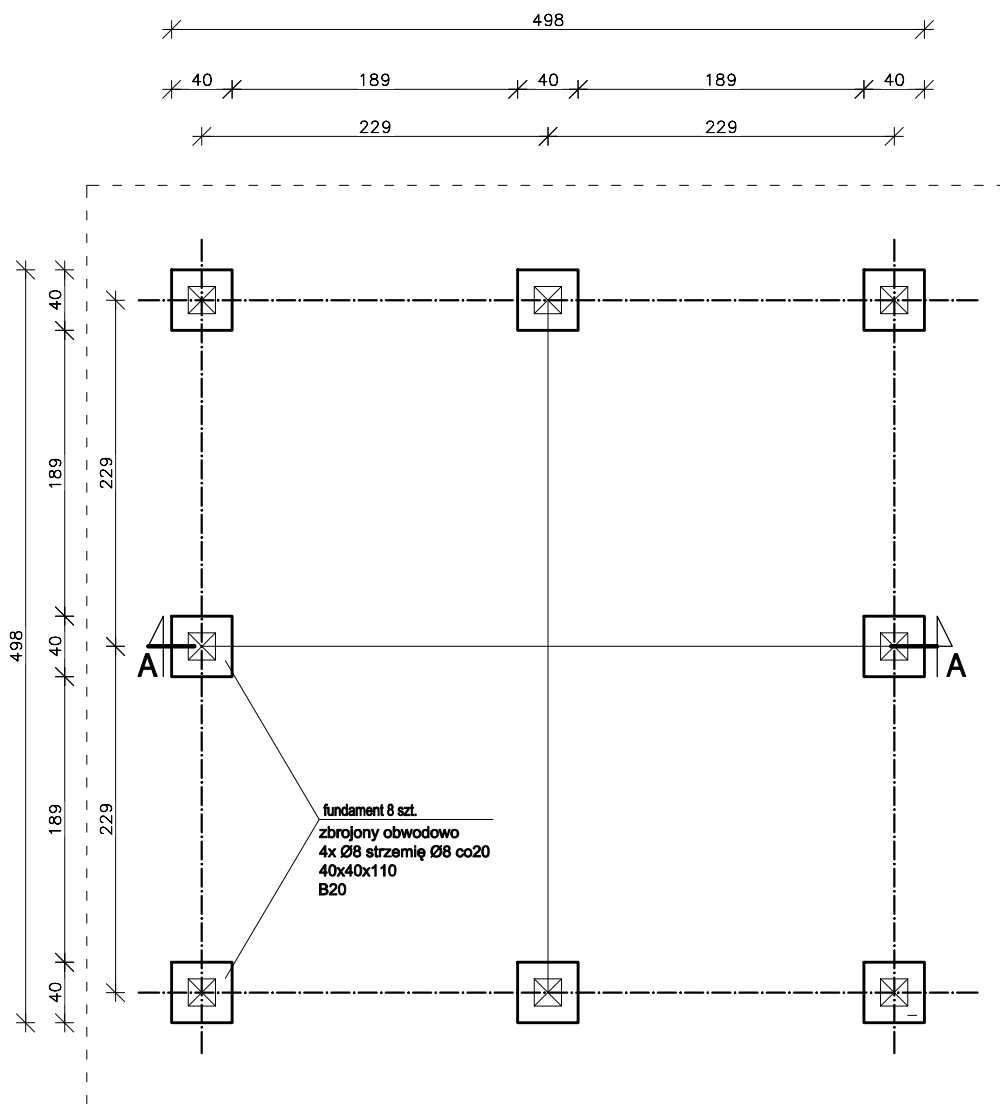 498
40 189 40 189 40
229 229
40
189
229
498
40
A
A
189
229
40
fundament 8 szt.
zbrojony obwodowo
4x Ø8 strzemię Ø8 co20
40x40x110
B20